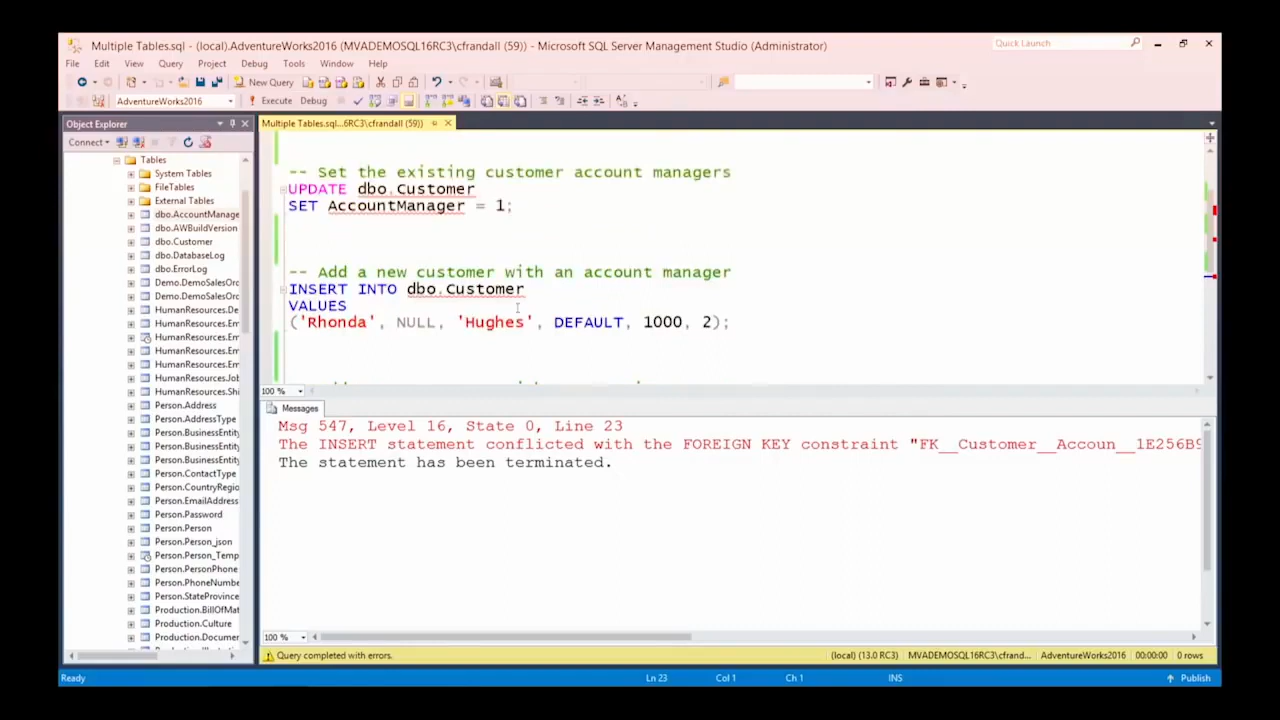 Multiple Tables.sql - (local).AdventureWorks2016 (MVADEMOSQL16RC3\cfrandall (59)) - Microsoft SQL Server Management Studio (Administrator)
Quick Launch
File Edit View Query Project Debug Tools Window Help
New Query
AdventureWorks2016 Execute Debug
Object Explorer
Multiple Tables.sql...6RC3\cfrandall (59))
Connect
Tables
System Tables
FileTables
External Tables
dbo.AccountManage
dbo.AWBuildVersion
dbo.Customer
dbo.DatabaseLog
dbo.ErrorLog
Demo.DemoSalesOrc
Demo.DemoSalesOrc
HumanResources.De
HumanResources.Em
HumanResources.Em
HumanResources.Em
HumanResources.Em
HumanResources.Job
HumanResources.Shi
Person.Address
Person.AddressType
Person.BusinessEntity
Person.BusinessEntity
Person.BusinessEntity
Person.ContactType
Person.CountryRegio
Person.EmailAddress
Person.Password
Person.Person
Person.Person_json
Person.Person_Temp
Person.PersonPhone
Person.PhoneNumbe
Person.StateProvince
Production.BillOfMat
Production.Culture
Production.Documen
-- Set the existing customer account managers
UPDATE dbo.Customer
SET AccountManager = 1;
-- Add a new customer with an account manager
INSERT INTO dbo.Customer
VALUES
('Rhonda', NULL, 'Hughes', DEFAULT, 1000, 2);
100 %
Messages
Msg 547, Level 16, State 0, Line 23
The INSERT statement conflicted with the FOREIGN KEY constraint "FK__Customer__Accoun__1E256B9
The statement has been terminated.
100 %
Query completed with errors.
(local) (13.0 RC3) MVADEMOSQL16RC3\cfrand... AdventureWorks2016 00:00:00 0 rows
Ready Ln 23 Col 1 Ch 1 INS Publish